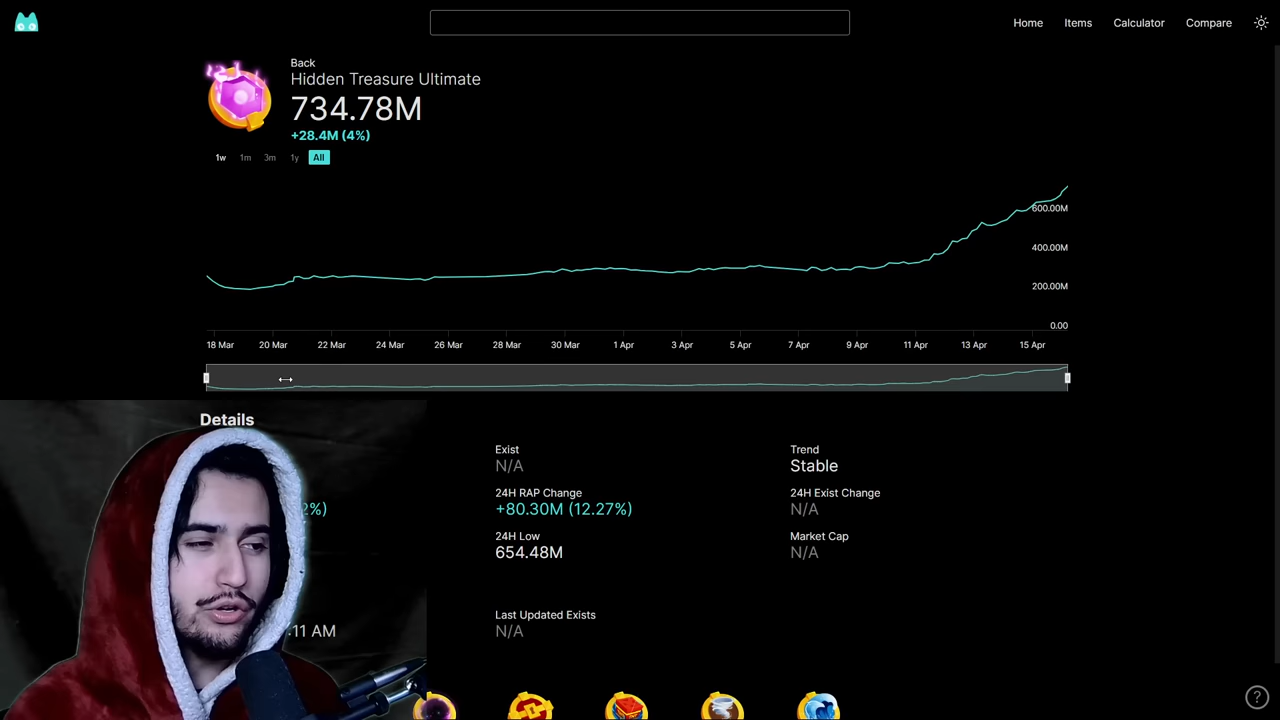 Home
Items
Calculator
Compare
Back
Hidden Treasure Ultimate
734.78M
+28.4M (4%)
1w 1m 3m 1y All
600.00M
400.00M
200.00M
0.00
18 Mar 20 Mar 22 Mar 24 Mar 26 Mar 28 Mar 30 Mar 1 Apr 3 Apr 5 Apr 7 Apr 9 Apr 11 Apr 13 Apr 15 Apr
Details
Exist
N/A
Trend
Stable
2%)
24H RAP Change
+80.30M (12.27%)
24H Exist Change
N/A
24H Low
654.48M
Market Cap
N/A
:11 AM
Last Updated Exists
N/A
?